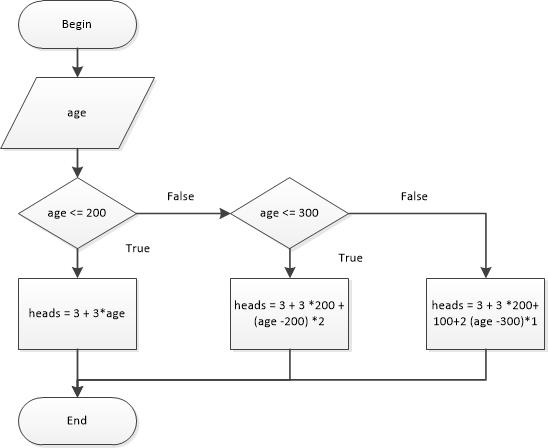 Begin
age
age <= 200
False
age <= 300
False
True
True
heads = 3 + 3*age
heads = 3 + 3 *200 +
(age -200) *2
heads = 3 + 3 *200+
100+2 (age -300)*1
End